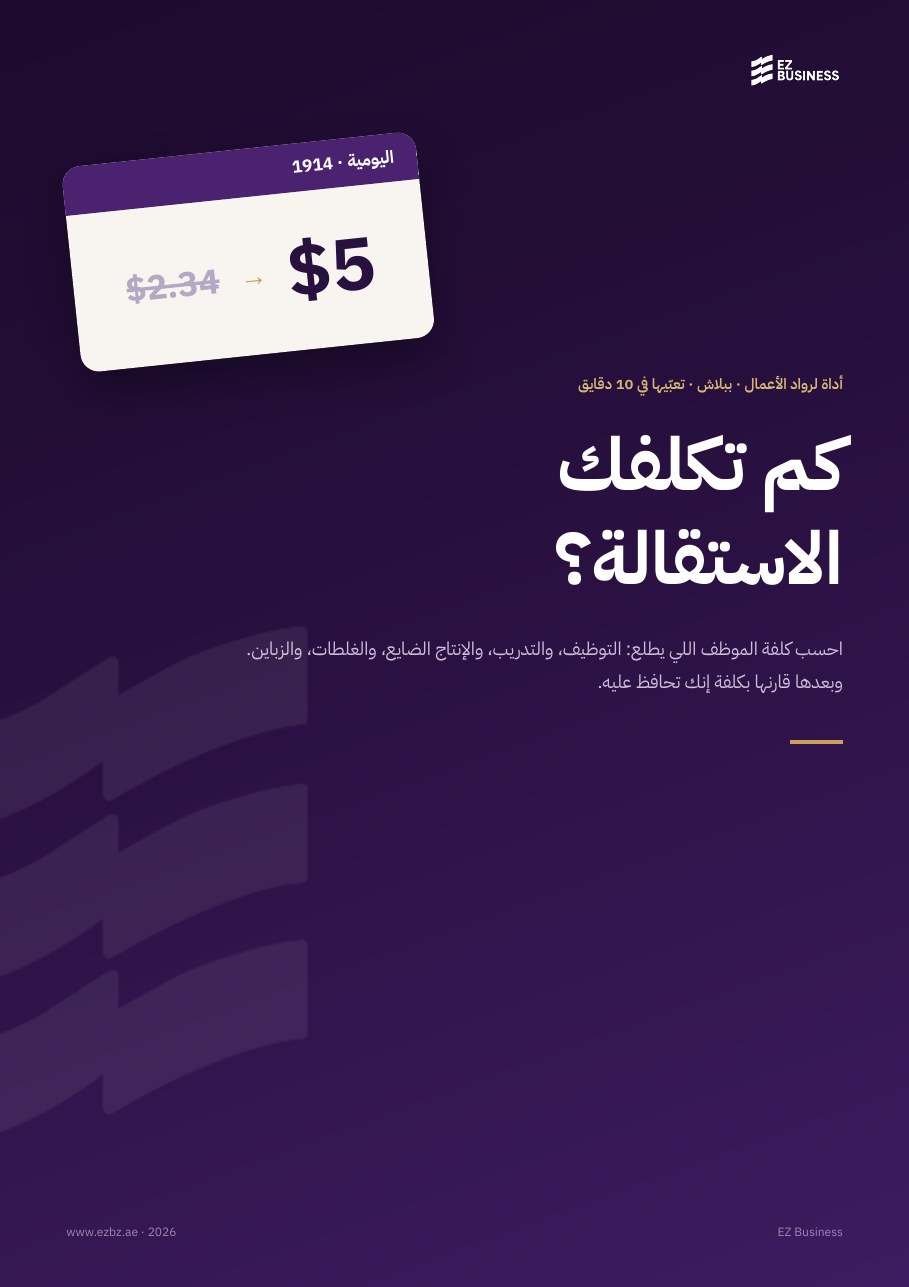 EZ
BUSINESS
اليومية · 1914
$2.34 → $5
أداة لرواد الأعمال · ببلاش · تعبّيها في 10 دقايق
كم تكلفك
الاستقالة؟
احسب كلفة الموظف اللي يطلع: التوظيف، والتدريب، والإنتاج الضايع، والغلطات، والزباين.
وبعدها قارنها بكلفة إنك تحافظ عليه.
www.ezbz.ae · 2026
EZ Business